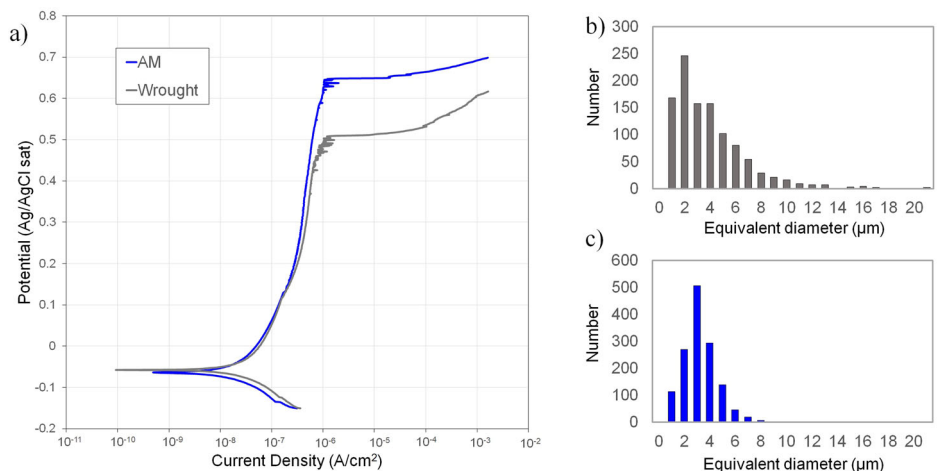 a)
0.8
0.7
0.6
0.5
0.4
0.3
0.2
0.1
0
-0.1
-0.2
Potential (Ag/AgCl sat)
AM
Wrought
10⁻¹¹ 10⁻¹⁰ 10⁻⁹ 10⁻⁸ 10⁻⁷ 10⁻⁶ 10⁻⁵ 10⁻⁴ 10⁻³ 10⁻²
Current Density (A/cm²)
b)
300
250
200
150
100
50
0
Number
0 2 4 6 8 10 12 14 16 18 20
Equivalent diameter (µm)
c)
600
500
400
300
200
100
0
Number
0 2 4 6 8 10 12 14 16 18 20
Equivalent diameter (µm)